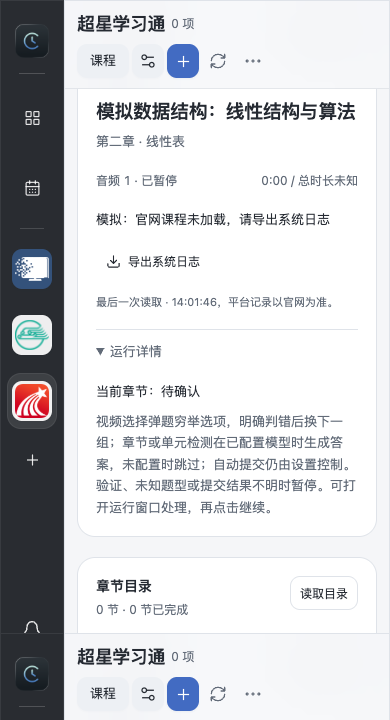 超星学习通 0 项
课程
模拟数据结构：线性结构与算法
第二章 · 线性表
音频 1 · 已暂停 0:00 / 总时长未知
模拟：官网课程未加载，请导出系统日志
导出系统日志
最后一次读取 · 14:01:46，平台记录以官网为准。
▼ 运行详情
当前章节：待确认
视频选择弹题穷举选项，明确判错后换下一
组；章节或单元检测在已配置模型时生成答
案，未配置时跳过；自动提交仍由设置控制。
验证、未知题型或提交结果不明时暂停。可打
开运行窗口处理，再点击继续。
章节目录
0 节 · 0 节已完成
读取目录
超星学习通 0 项
课程